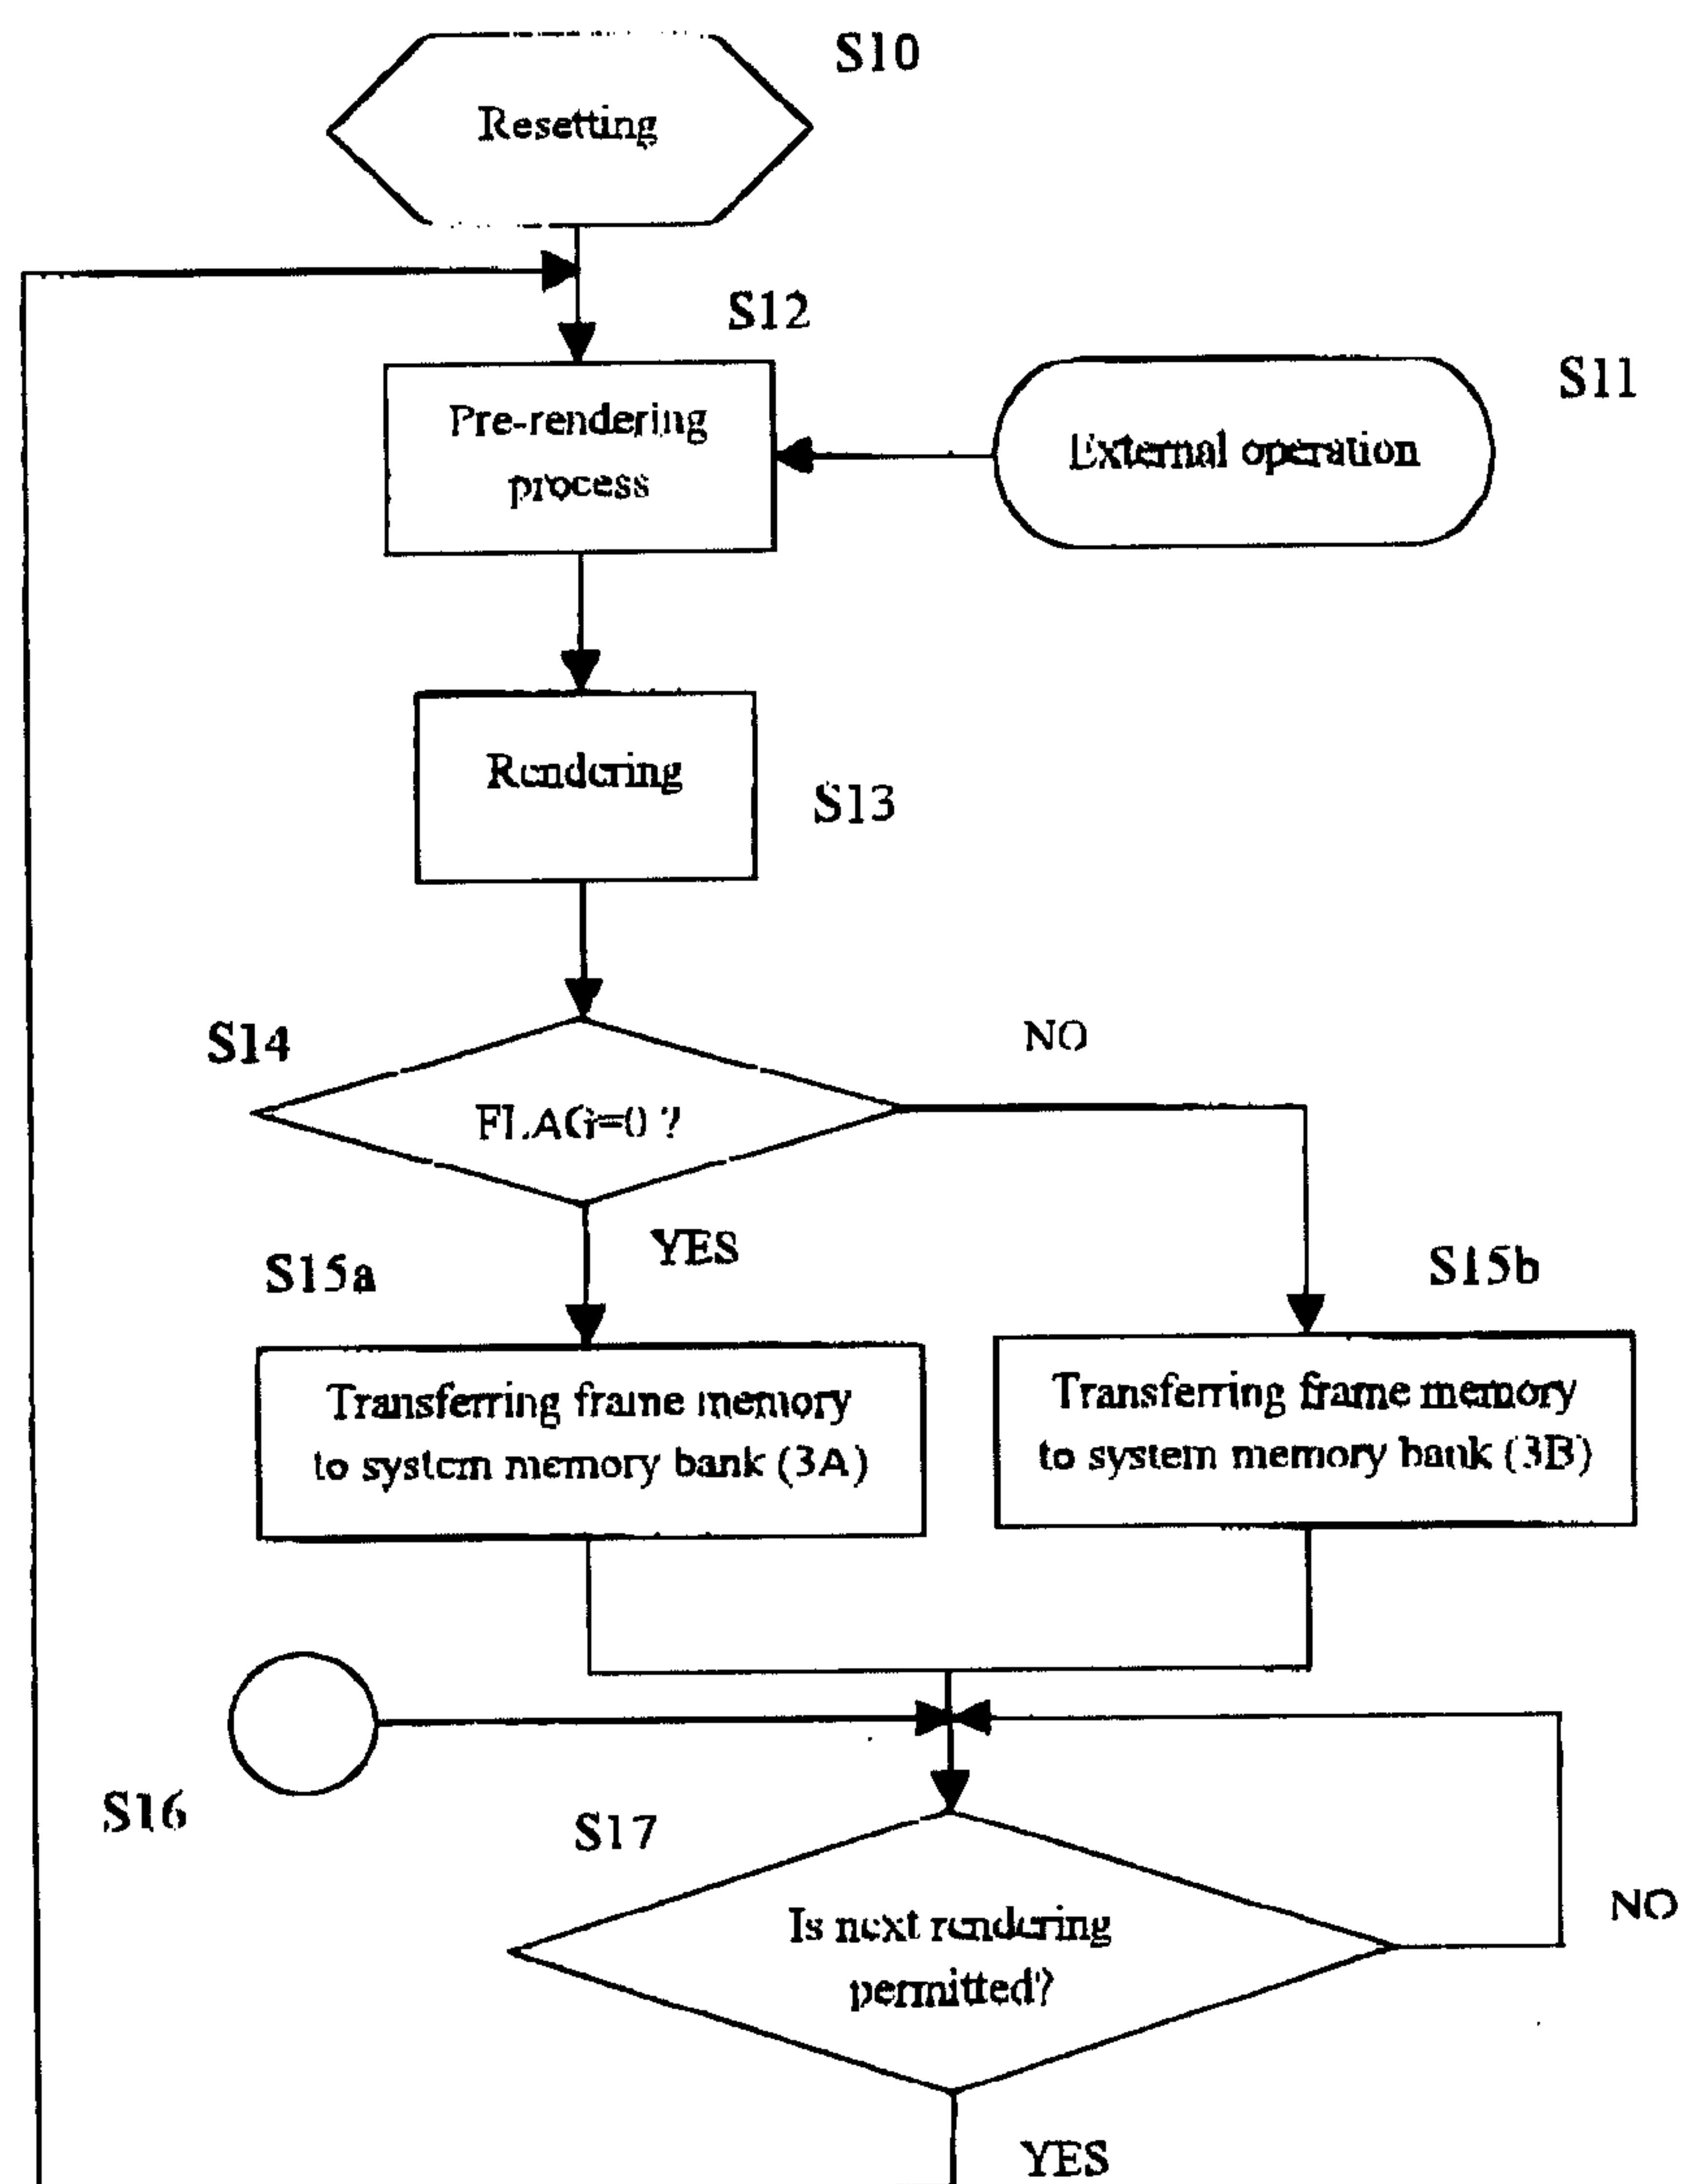 S10
Resetting
S12
S11
Pre-rendering
process
External operation
Rendering
S13
S14
NO
FLAG=0 ?
YES
S15a
S15b
Transferring frame memory
to system memory bank (3A)
Transferring frame memory
to system memory bank (3B)
S16
S17
NO
Is next rendering
permitted?
YES